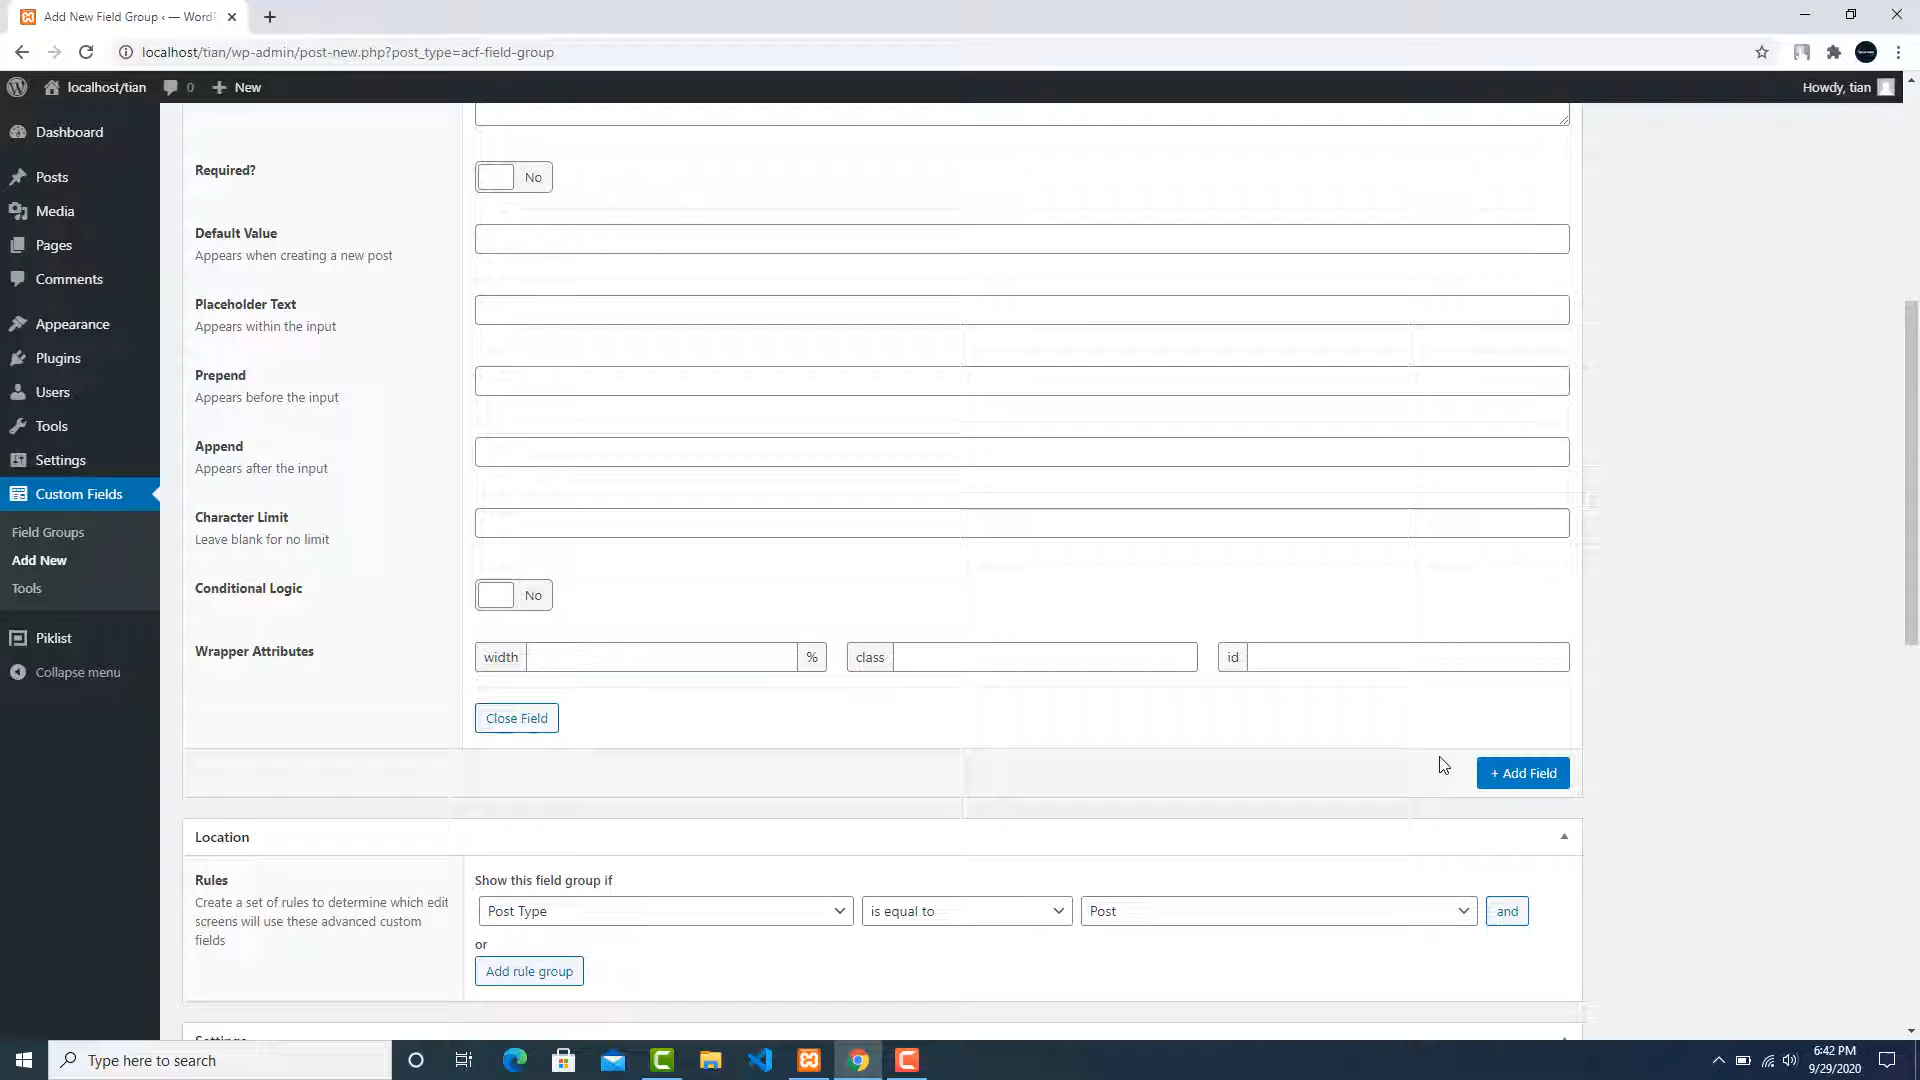 Add New Field Group ‹ — Word
localhost/tian/wp-admin/post-new.php?post_type=acf-field-group
localhost/tian
0
New
Howdy, tian
Dashboard
Posts
Media
Pages
Comments
Appearance
Plugins
Users
Tools
Settings
Custom Fields
Field Groups
Add New
Tools
Piklist
Collapse menu
Required?
No
Default Value
Appears when creating a new post
Placeholder Text
Appears within the input
Prepend
Appears before the input
Append
Appears after the input
Character Limit
Leave blank for no limit
Conditional Logic
No
Wrapper Attributes
width % class id
Close Field
+ Add Field
Location
Rules
Create a set of rules to determine which edit
screens will use these advanced custom
fields
Show this field group if
Post Type is equal to Post and
or
Add rule group
Settings
Type here to search
6:42 PM
9/29/2020